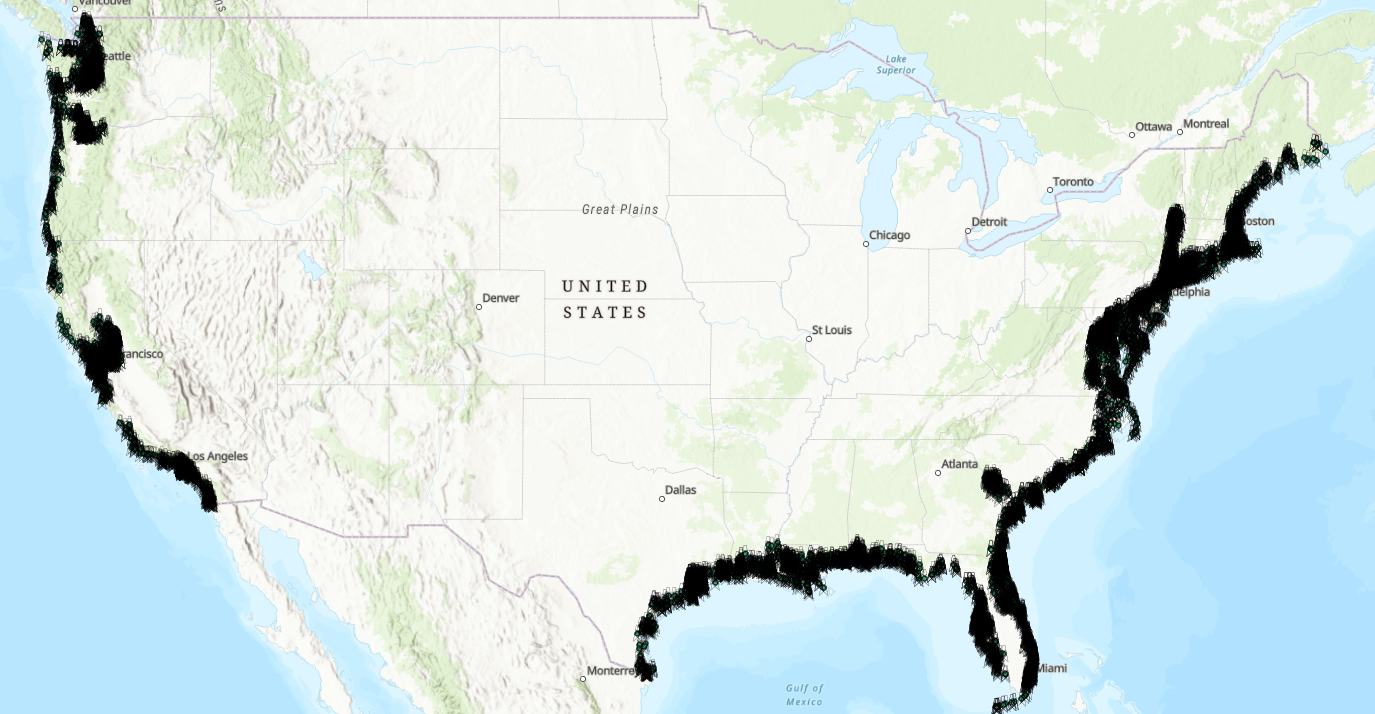 Vancouver
eattle
Ottawa
Montreal
Lake
Superior
Toronto
Great Plains
Detroit
oston
Chicago
UNITED
STATES
Denver
delphia
St Louis
rancisco
Los Angeles
Atlanta
Dallas
Monterre
Miami
Gulf of
Mexico